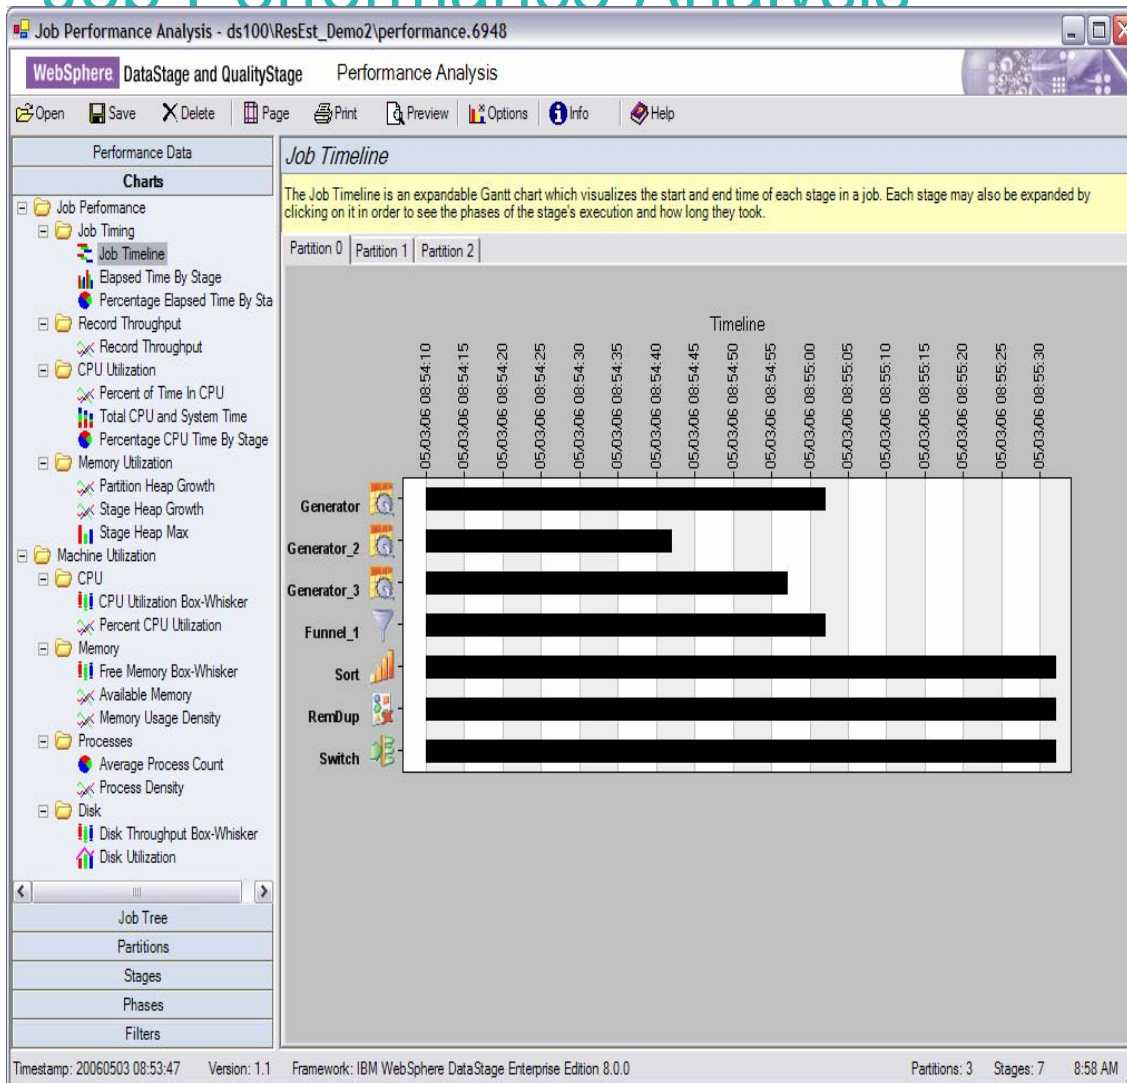 Job Performance Analysis
Job Performance Analysis - ds100\ResEst_Demo2\performance.6948
WebSphere DataStage and QualityStage Performance Analysis
Open Save Delete Page Print Preview Options Info Help
Performance Data
Charts
Job Performance
Job Timing
Job Timeline
Elapsed Time By Stage
Percentage Elapsed Time By Sta
Record Throughput
Record Throughput
CPU Utilization
Percent of Time In CPU
Total CPU and System Time
Percentage CPU Time By Stage
Memory Utilization
Partition Heap Growth
Stage Heap Growth
Stage Heap Max
Machine Utilization
CPU
CPU Utilization Box-Whisker
Percent CPU Utilization
Memory
Free Memory Box-Whisker
Available Memory
Memory Usage Density
Processes
Average Process Count
Process Density
Disk
Disk Throughput Box-Whisker
Disk Utilization
Job Tree
Partitions
Stages
Phases
Filters
Job Timeline
The Job Timeline is an expandable Gantt chart which visualizes the start and end time of each stage in a job. Each stage may also be expanded by
clicking on it in order to see the phases of the stage's execution and how long they took.
Partition 0 Partition 1 Partition 2
Timeline
05/03/06 08:54:10
05/03/06 08:54:15
05/03/06 08:54:20
05/03/06 08:54:25
05/03/06 08:54:30
05/03/06 08:54:35
05/03/06 08:54:40
05/03/06 08:54:45
05/03/06 08:54:50
05/03/06 08:54:55
05/03/06 08:55:00
05/03/06 08:55:05
05/03/06 08:55:10
05/03/06 08:55:15
05/03/06 08:55:20
05/03/06 08:55:25
05/03/06 08:55:30
Generator
Generator_2
Generator_3
Funnel_1
Sort
RemDup
Switch
Timestamp: 20060503 08:53:47 Version: 1.1 Framework: IBM WebSphere DataStage Enterprise Edition 8.0.0 Partitions: 3 Stages: 7 8:58 AM